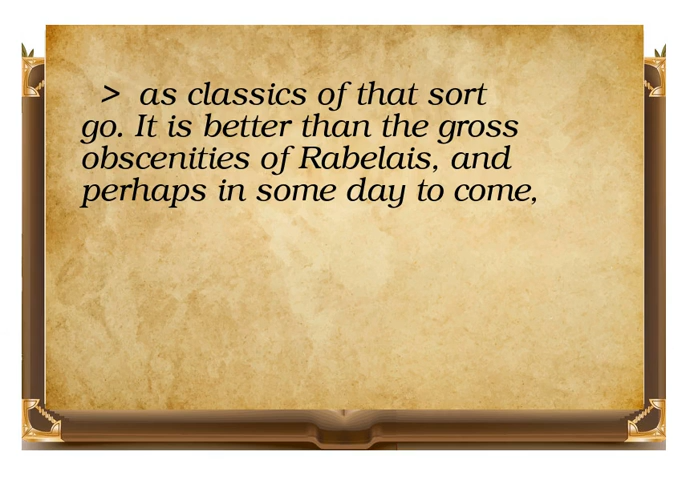 > as classics of that sort
go. It is better than the gross
obscenities of Rabelais, and
perhaps in some day to come,